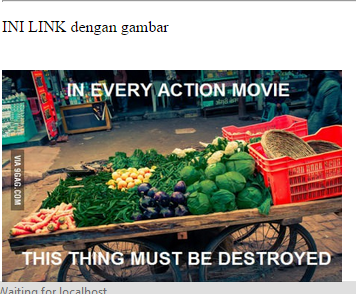 INI LINK dengan gambar
IN EVERY ACTION MOVIE
VIA 9GAG.COM
THIS THING MUST BE DESTROYED
Waiting for localhost